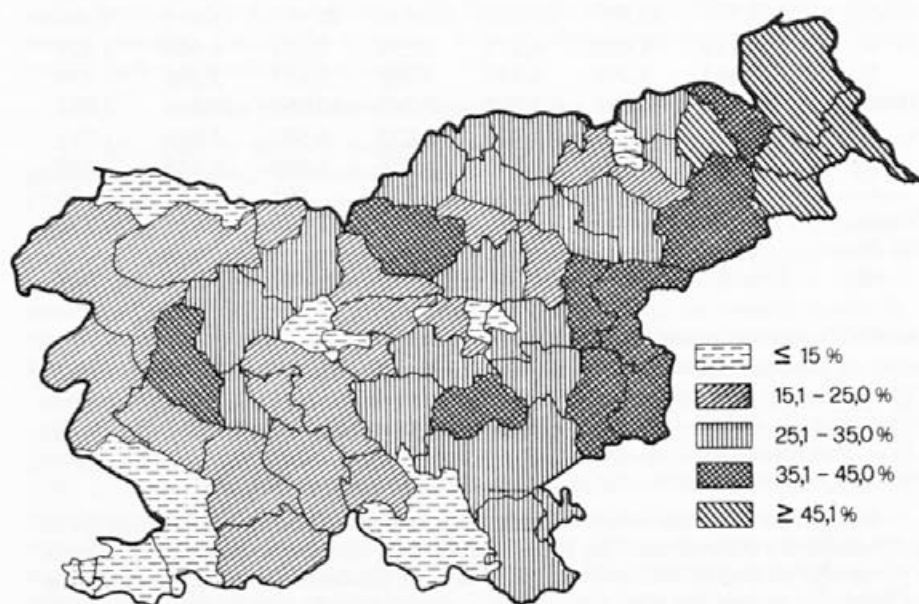 ≤ 15 %
15,1 – 25,0 %
25,1 – 35,0 %
35,1 – 45,0 %
≥ 45,1 %